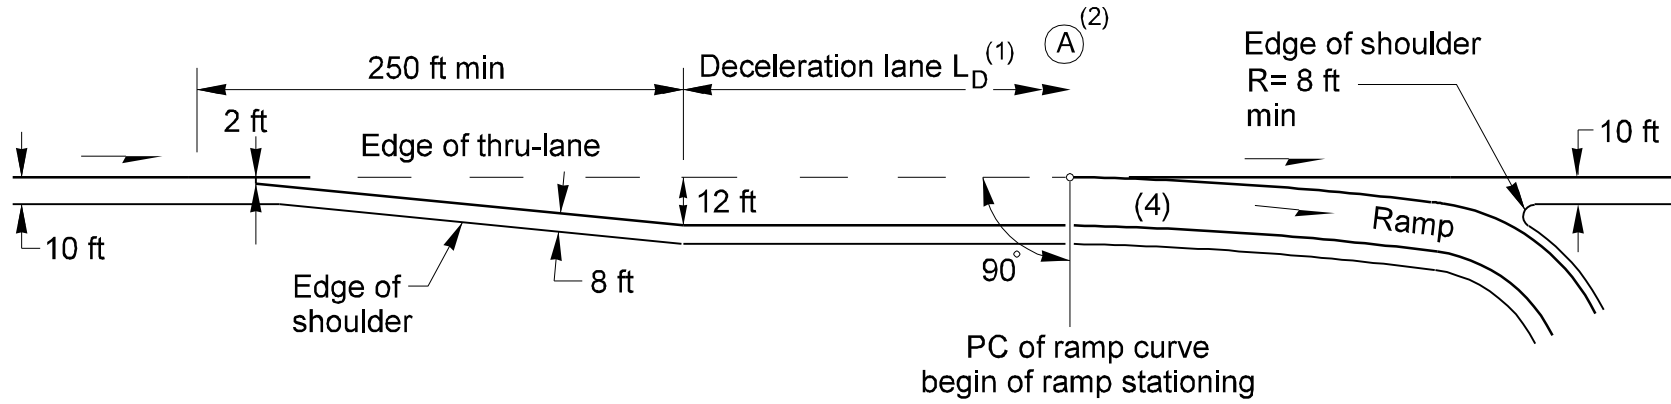 250 ft min
Deceleration lane L_D (1)
A (2)
Edge of shoulder
R= 8 ft
min
2 ft
Edge of thru-lane
10 ft
12 ft
(4)
Ramp
10 ft
90°
8 ft
Edge of
shoulder
PC of ramp curve
begin of ramp stationing